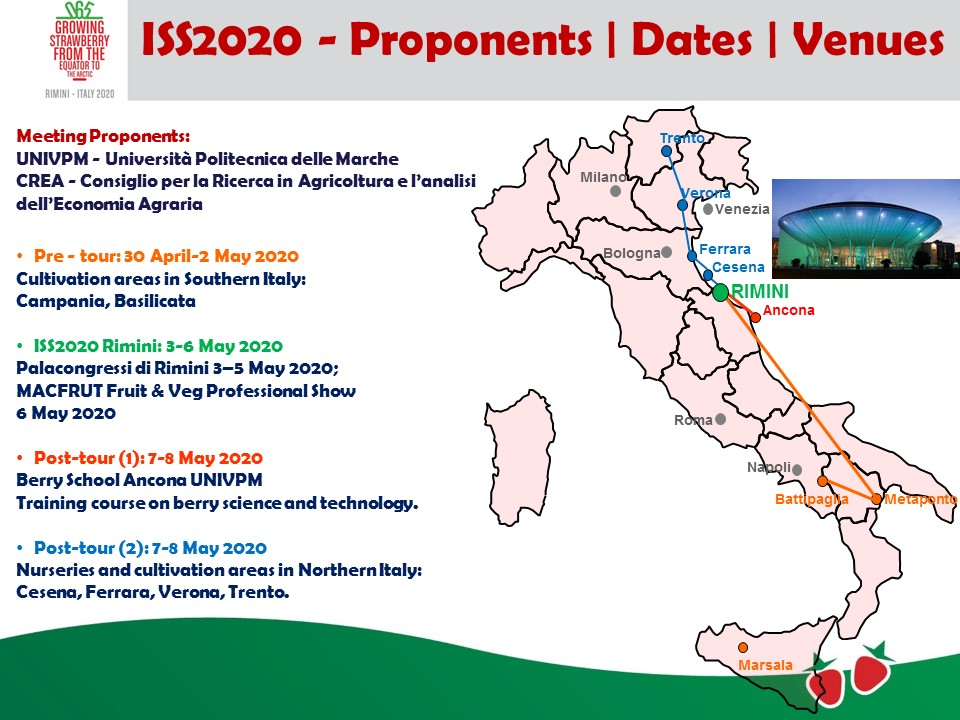 GROWING
STRAWBERRY
FROM THE
EQUATOR TO
THE ARCTIC
RIMINI - ITALY 2020
ISS2020 - Proponents | Dates | Venues
Meeting Proponents:
UNIVPM - Università Politecnica delle Marche
CREA - Consiglio per la Ricerca in Agricoltura e l'analisi
dell'Economia Agraria
• Pre - tour: 30 April-2 May 2020
Cultivation areas in Southern Italy:
Campania, Basilicata
• ISS2020 Rimini: 3-6 May 2020
Palacongressi di Rimini 3–5 May 2020;
MACFRUT Fruit & Veg Professional Show
6 May 2020
• Post-tour (1): 7-8 May 2020
Berry School Ancona UNIVPM
Training course on berry science and technology.
• Post-tour (2): 7-8 May 2020
Nurseries and cultivation areas in Northern Italy:
Cesena, Ferrara, Verona, Trento.
Trento
Milano
Verona
Venezia
Bologna
Ferrara
Cesena
RIMINI
Ancona
Roma
Napoli
Battipaglia
Metaponto
Marsala